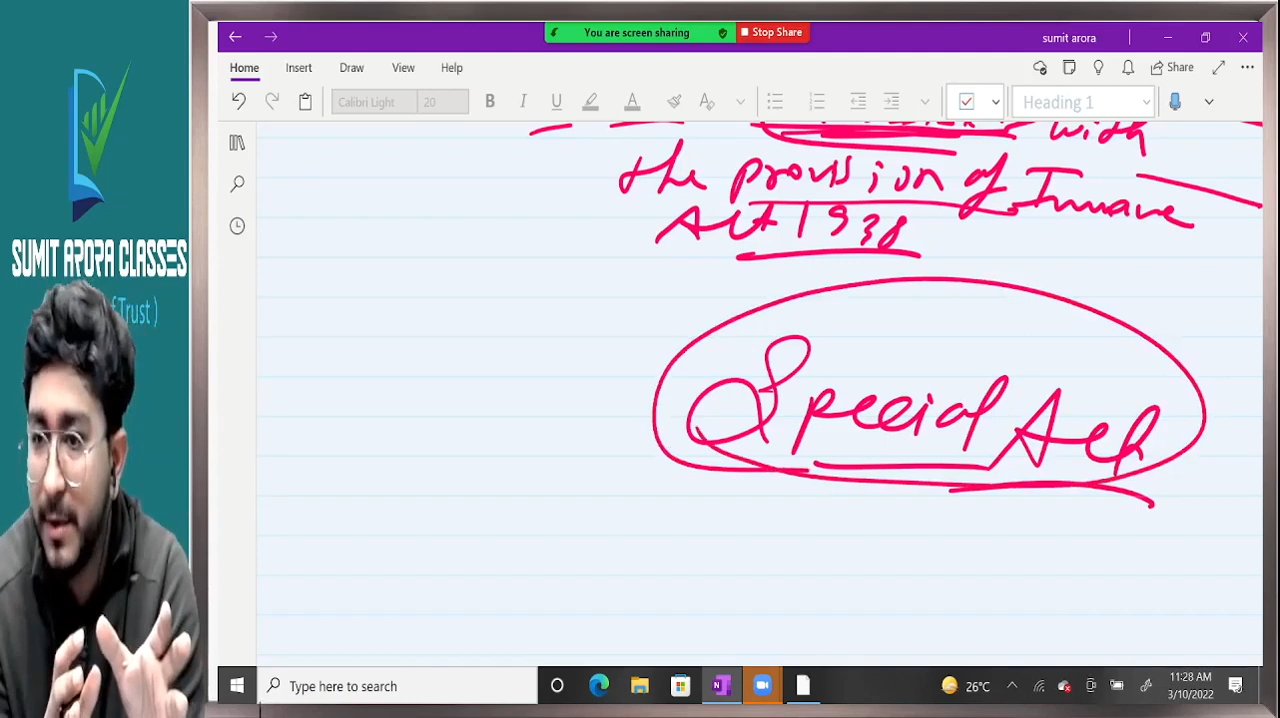 You are screen sharing
Stop Share
sumit arora
Home Insert Draw View Help
Share
Calibri Light 20
B I U A
Heading 1
with
the provision of
Act 1938
Special Act
SUMIT ARORA CLASSES
of Trust )
Type here to search
26°C
11:28 AM
3/10/2022